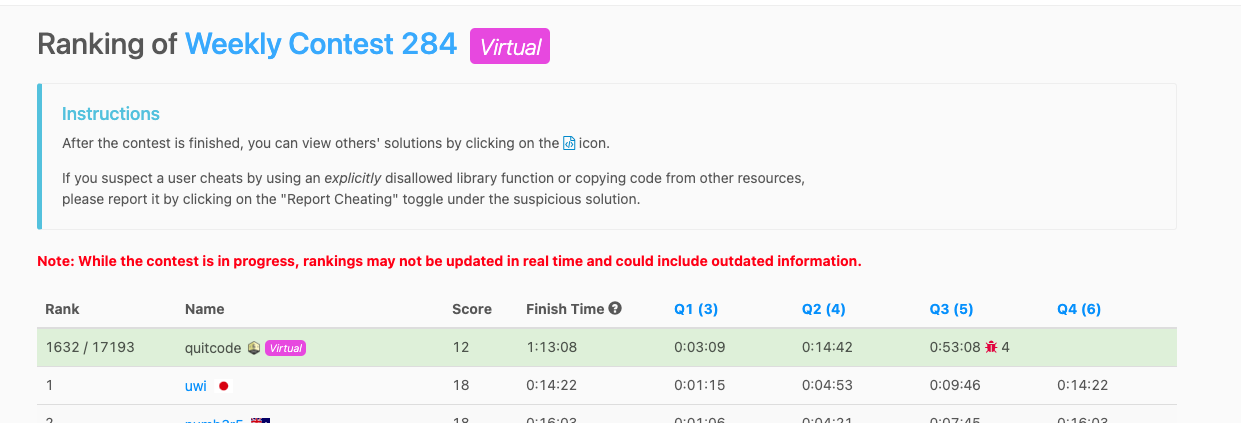 Ranking of Weekly Contest 284 Virtual
Instructions
After the contest is finished, you can view others' solutions by clicking on the icon.
If you suspect a user cheats by using an explicitly disallowed library function or copying code from other resources,
please report it by clicking on the "Report Cheating" toggle under the suspicious solution.
Note: While the contest is in progress, rankings may not be updated in real time and could include outdated information.
Rank Name Score Finish Time Q1 (3) Q2 (4) Q3 (5) Q4 (6)
1632 / 17193 quitcode Virtual 12 1:13:08 0:03:09 0:14:42 0:53:08 4
1 uwi 18 0:14:22 0:01:15 0:04:53 0:09:46 0:14:22
2 18 0:16:03 0:01:06 0:04:21 0:07:45 0:16:03